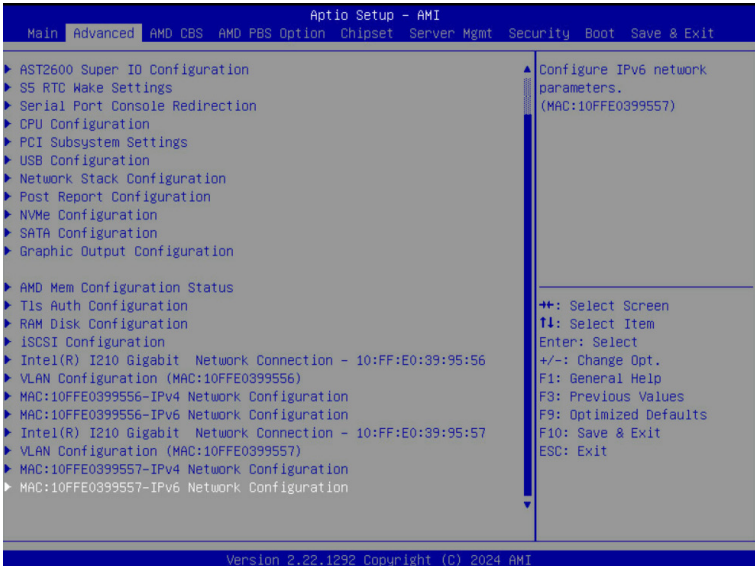 Aptio Setup - AMI
Main Advanced AMD CBS AMD PBS Option Chipset Server Mgmt Security Boot Save & Exit
AST2600 Super IO Configuration
S5 RTC Wake Settings
Serial Port Console Redirection
CPU Configuration
PCI Subsystem Settings
USB Configuration
Network Stack Configuration
Post Report Configuration
NVMe Configuration
SATA Configuration
Graphic Output Configuration
AMD Mem Configuration Status
Tls Auth Configuration
RAM Disk Configuration
iSCSI Configuration
Intel(R) I210 Gigabit  Network Connection - 10:FF:E0:39:95:56
VLAN Configuration (MAC:10FFE0399556)
MAC:10FFE0399556-IPv4 Network Configuration
MAC:10FFE0399556-IPv6 Network Configuration
Intel(R) I210 Gigabit  Network Connection - 10:FF:E0:39:95:57
VLAN Configuration (MAC:10FFE0399557)
MAC:10FFE0399557-IPv4 Network Configuration
MAC:10FFE0399557-IPv6 Network Configuration
Configure IPv6 network
parameters.
(MAC:10FFE0399557)
→←: Select Screen
↑↓: Select Item
Enter: Select
+/-: Change Opt.
F1: General Help
F3: Previous Values
F9: Optimized Defaults
F10: Save & Exit
ESC: Exit
Version 2.22.1292 Copyright (C) 2024 AMI